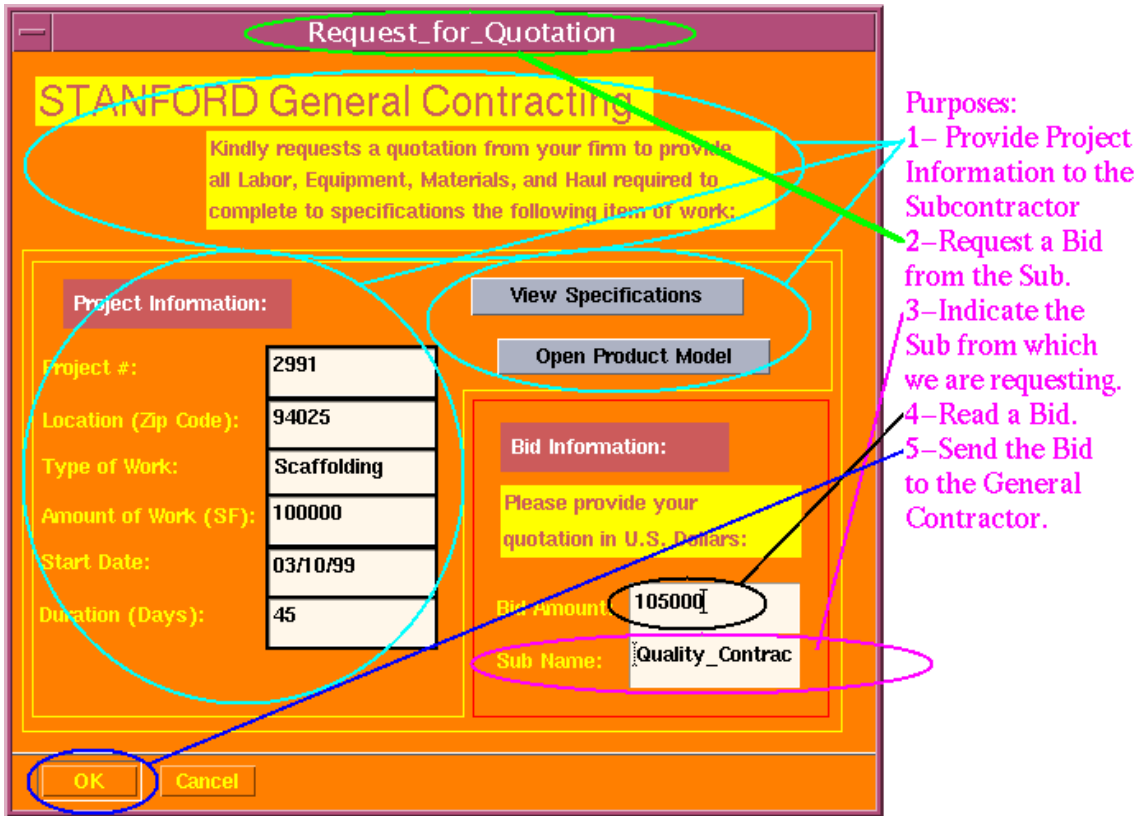 Request_for_Quotation
STANFORD General Contracting
Kindly requests a quotation from your firm to provide
all Labor, Equipment, Materials, and Haul required to
complete to specifications the following item of work:
Project Information:
Project #: 2991
Location (Zip Code): 94025
Type of Work: Scaffolding
Amount of Work (SF): 100000
Start Date: 03/10/99
Duration (Days): 45
View Specifications
Open Product Model
Bid Information:
Please provide your
quotation in U.S. Dollars:
Bid Amount: 105000
Sub Name: Quality_Contrac
OK
Cancel
Purposes:
1– Provide Project
Information to the
Subcontractor
2–Request a Bid
from the Sub.
3–Indicate the
Sub from which
we are requesting.
4–Read a Bid.
5–Send the Bid
to the General
Contractor.